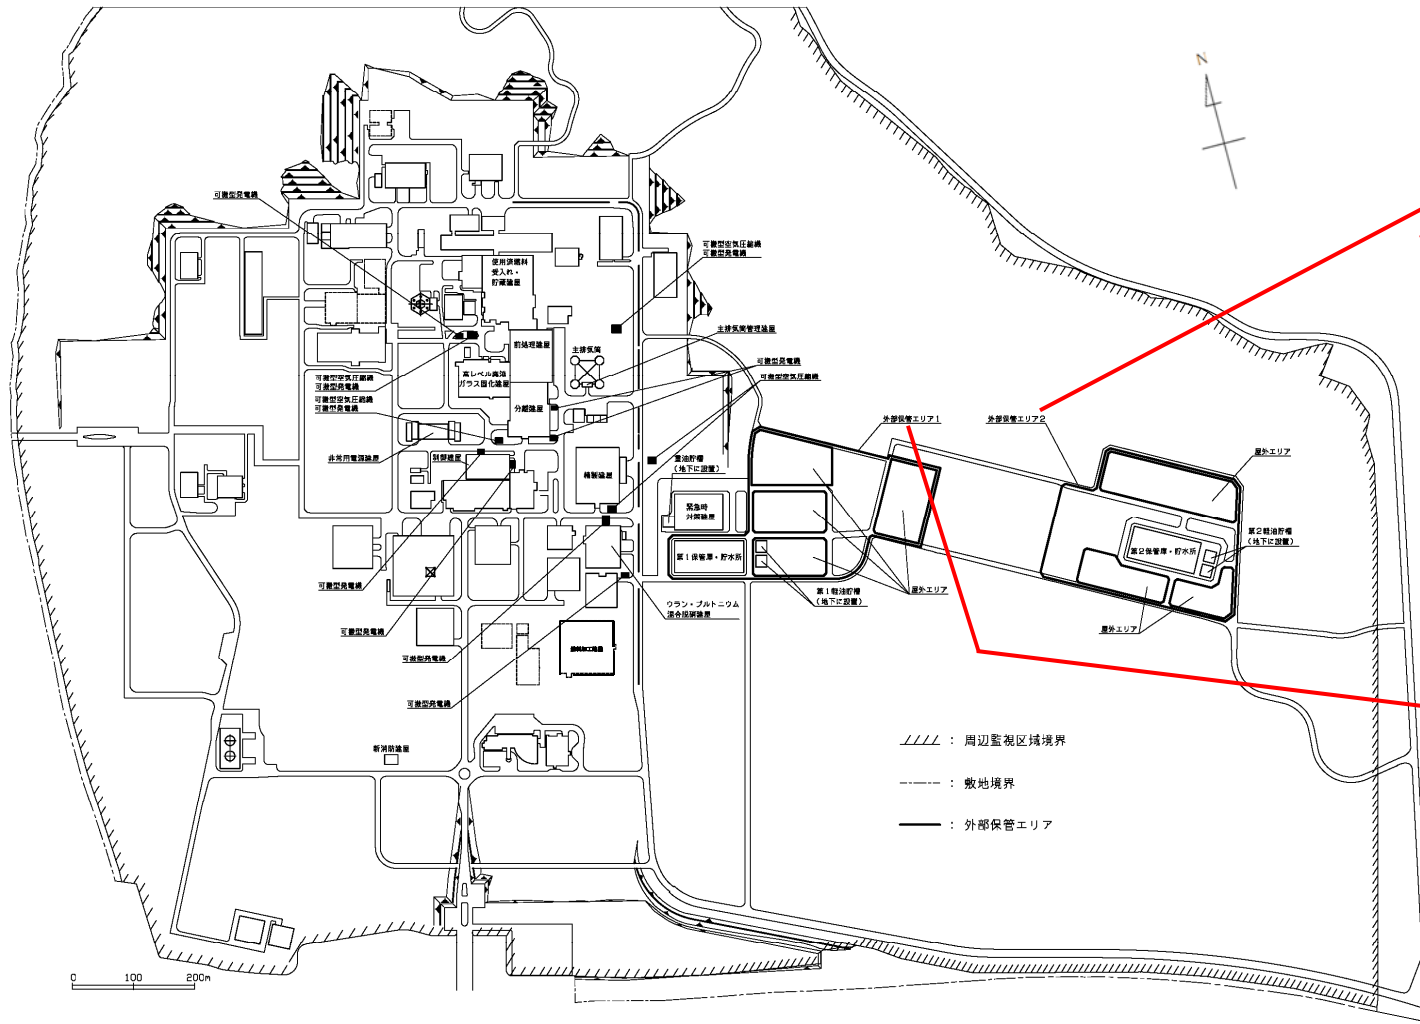 N
可搬型発電機
可搬型空気圧縮機
可搬型発電機
使用済燃料
受入れ・
貯蔵建屋
主排気筒管理建屋
前処理建屋
主排気筒
可搬型発電機
可搬型空気圧縮機
高レベル廃液
ガラス固化建屋
可搬型空気圧縮機
可搬型発電機
可搬型空気圧縮機
可搬型発電機
分離建屋
外部保管エリア1
外部保管エリア2
屋外エリア
非常用電源建屋
制御建屋
精製建屋
重油貯槽
(地下に設置)
緊急時
対策建屋
第2軽油貯槽
(地下に設置)
第1保管庫・貯水所
第2保管庫・貯水所
可搬型発電機
第1軽油貯槽
(地下に設置)
屋外エリア
ウラン・プルトニウム
混合脱硝建屋
可搬型発電機
屋外エリア
可搬型発電機
燃料加工建屋
可搬型発電機
新消防建屋
: 周辺監視区域境界
: 敷地境界
: 外部保管エリア
0 100 200m